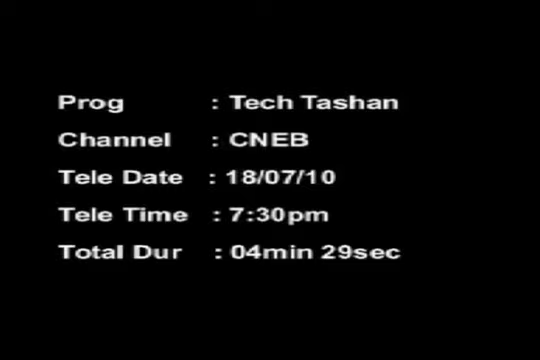 Prog : Tech Tashan
Channel : CNEB
Tele Date : 18/07/10
Tele Time : 7:30pm
Total Dur : 04min 29sec